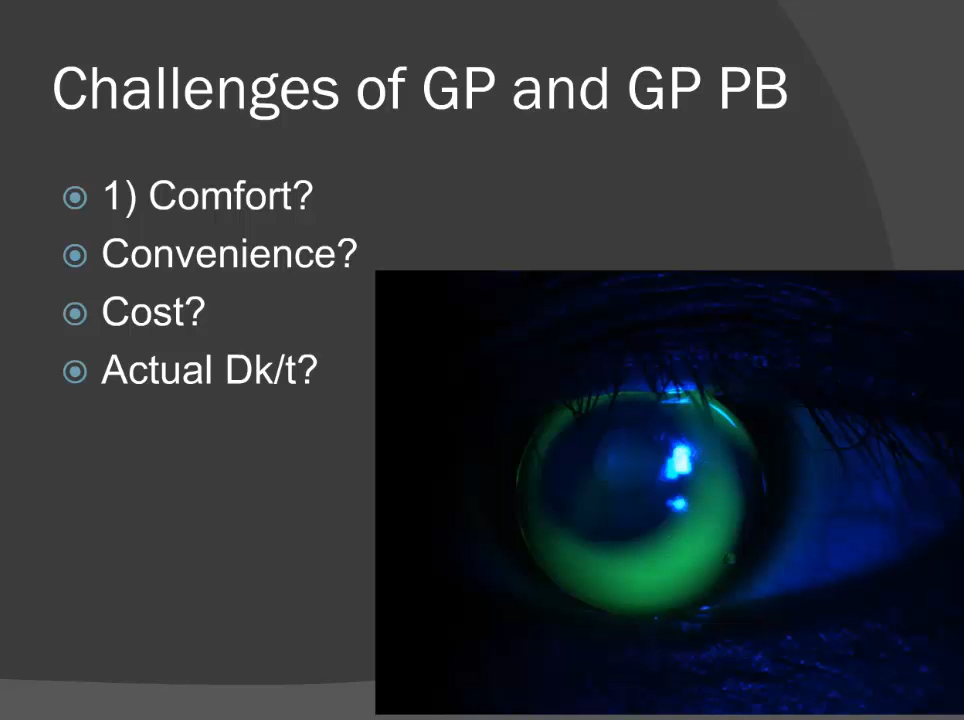 Challenges of GP and GP PB
1) Comfort?
Convenience?
Cost?
Actual Dk/t?